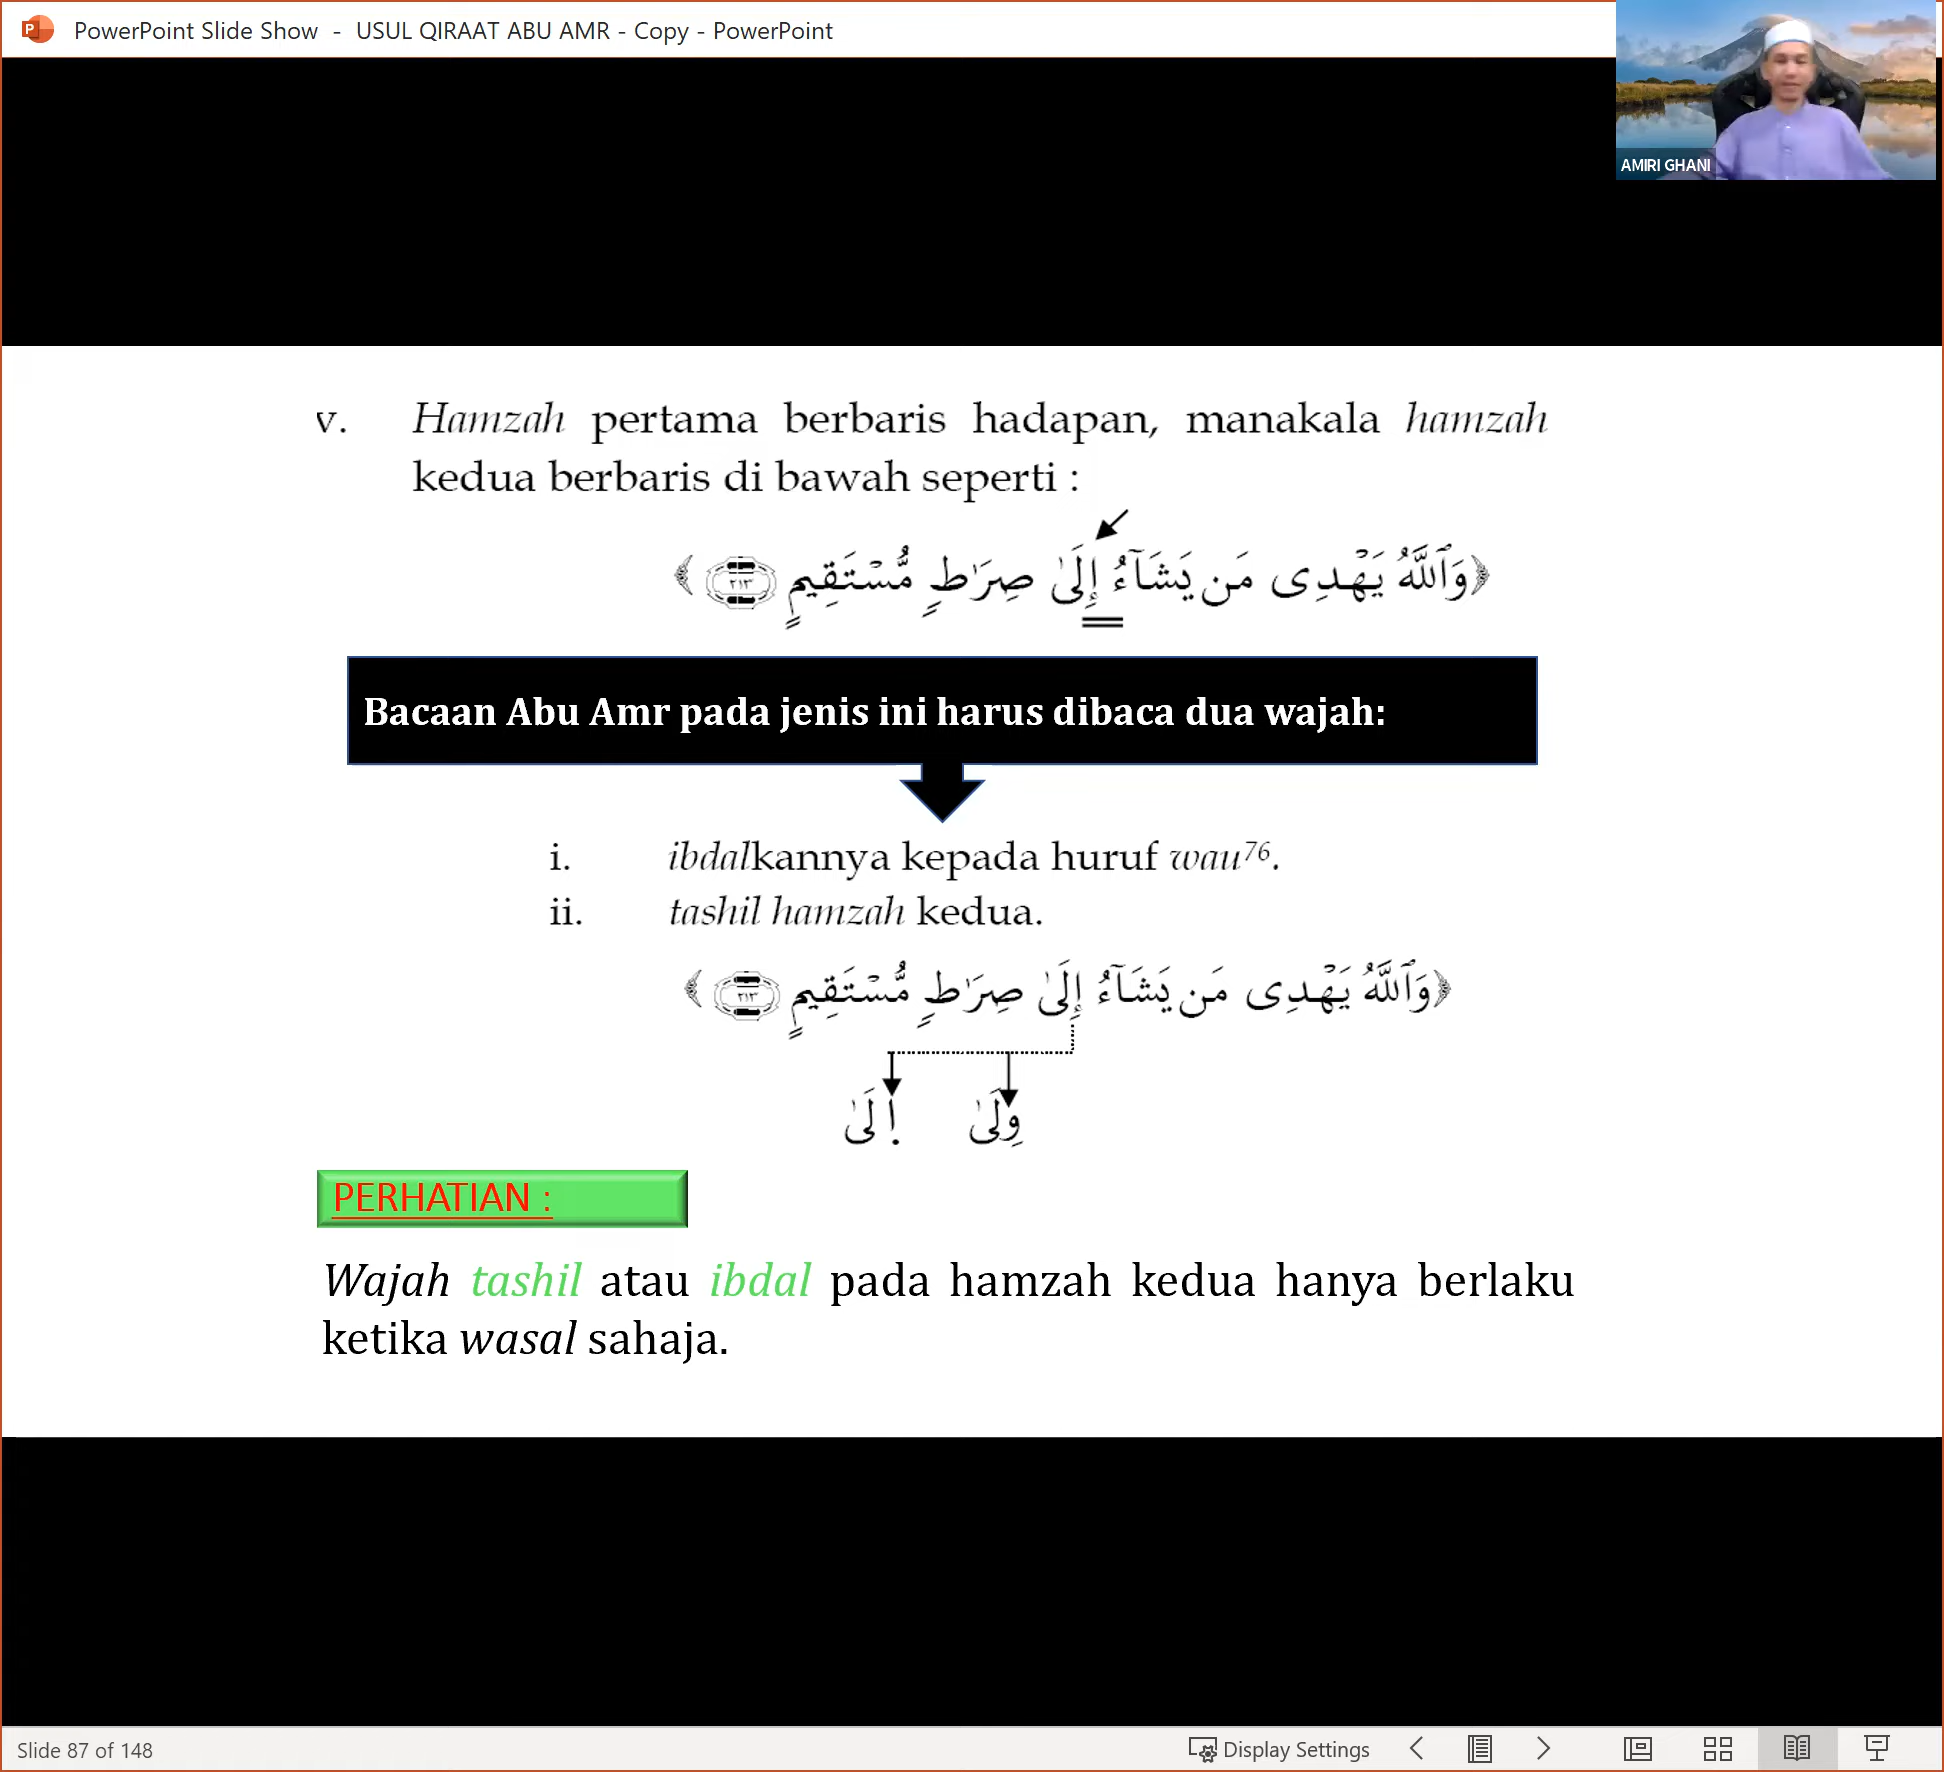 PowerPoint Slide Show - USUL QIRAAT ABU AMR - Copy - PowerPoint
AMIRI GHANI
v. Hamzah pertama berbaris hadapan, manakala hamzah
kedua berbaris di bawah seperti :
﴿وَٱللَّهُ يَهْدِى مَن يَشَآءُ إِلَىٰ صِرَٰطٍ مُّسْتَقِيمٍ ٢١٣﴾
Bacaan Abu Amr pada jenis ini harus dibaca dua wajah:
i. ibdalkannya kepada huruf wau76.
ii. tashil hamzah kedua.
﴿وَٱللَّهُ يَهْدِى مَن يَشَآءُ إِلَىٰ صِرَٰطٍ مُّسْتَقِيمٍ ٢١٣﴾
وِلَىٰ ا۪لَىٰ
PERHATIAN :
Wajah tashil atau ibdal pada hamzah kedua hanya berlaku
ketika wasal sahaja.
Slide 87 of 148
Display Settings